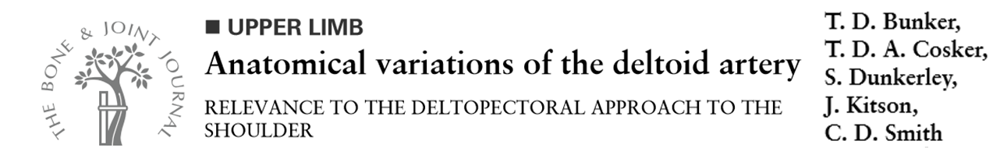 THE BONE & JOINT JOURNAL
■ UPPER LIMB
Anatomical variations of the deltoid artery
RELEVANCE TO THE DELTOPECTORAL APPROACH TO THE
SHOULDER
T. D. Bunker,
T. D. A. Cosker,
S. Dunkerley,
J. Kitson,
C. D. Smith